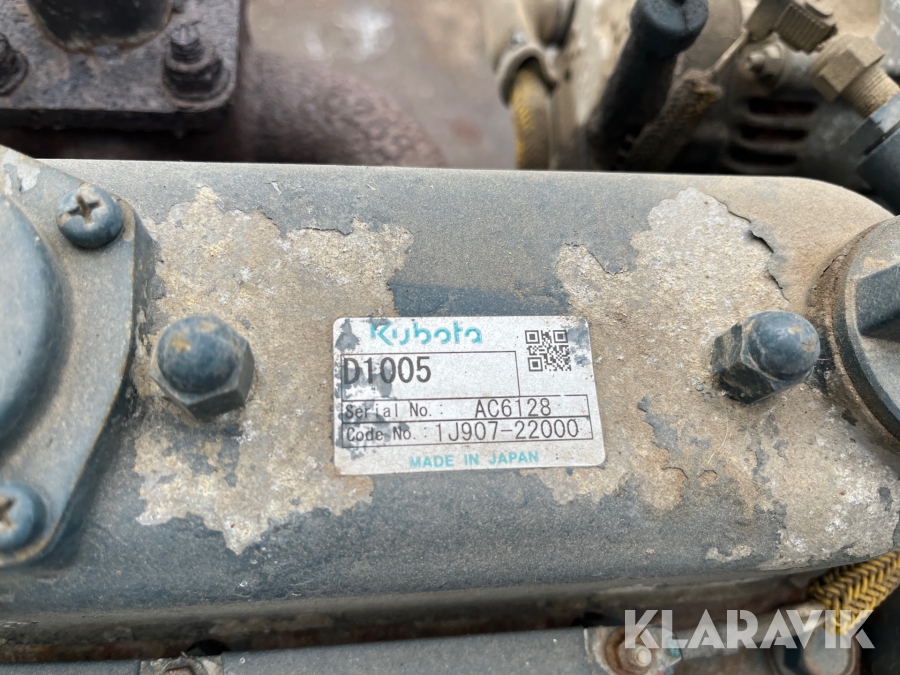 Kubota
D1005
Serial No.: AC6128
Code No.: 1J907-22000
MADE IN JAPAN
KLARAVIK